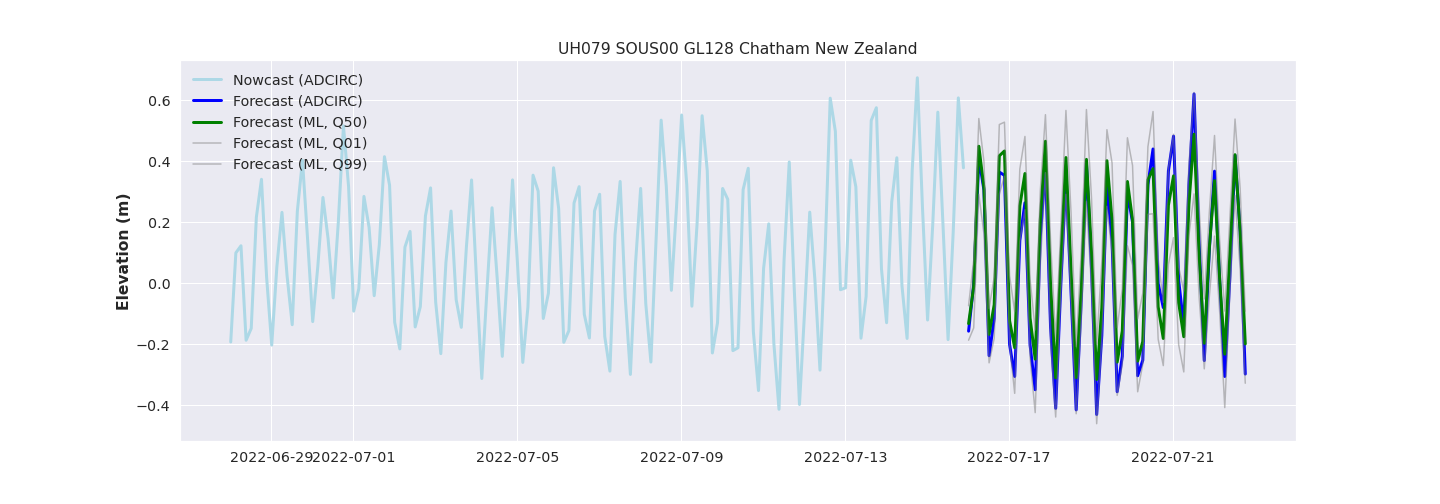 UH079 SOUS00 GL128 Chatham New Zealand
Nowcast (ADCIRC)
Forecast (ADCIRC)
Forecast (ML, Q50)
Forecast (ML, Q01)
Forecast (ML, Q99)
Elevation (m)
0.6
0.4
0.2
0.0
−0.2
−0.4
2022-06-29 2022-07-01 2022-07-05 2022-07-09 2022-07-13 2022-07-17 2022-07-21